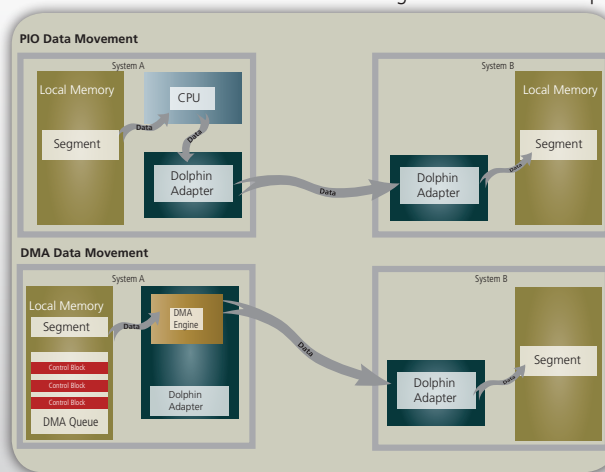 PIO Data Movement
System A
Local Memory
Segment
Data
CPU
Data
Dolphin
Adapter
Data
System B
Dolphin
Adapter
Data
Local Memory
Segment
DMA Data Movement
System A
Local Memory
Segment
Control Block
Control Block
Control Block
DMA Queue
Data
DMA
Engine
Dolphin
Adapter
Data
System B
Dolphin
Adapter
Data
Segment